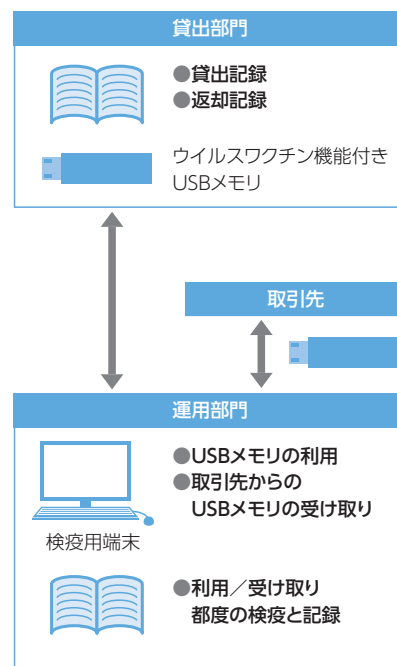 貸出部門
●貸出記録
●返却記録
ウイルスワクチン機能付き
USBメモリ
取引先
運用部門
●USBメモリの利用
●取引先からの
USBメモリの受け取り
検疫用端末
●利用／受け取り
都度の検疫と記録